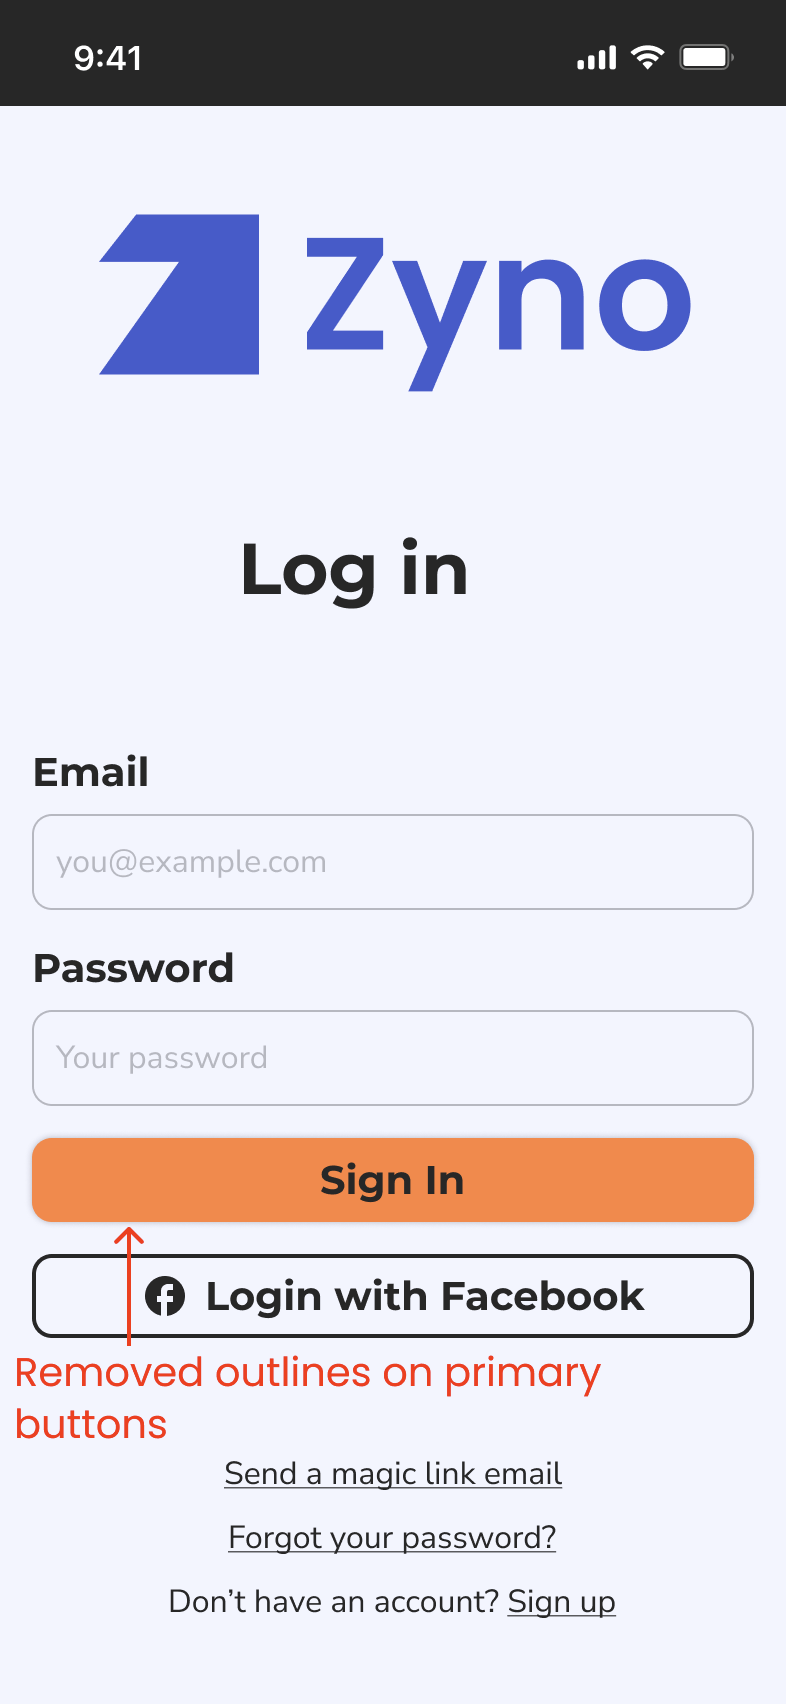 9:41
Zyno
Log in
Email
you@example.com
Password
Your password
Sign In
Login with Facebook
Removed outlines on primary
buttons
Send a magic link email
Forgot your password?
Don’t have an account? Sign up